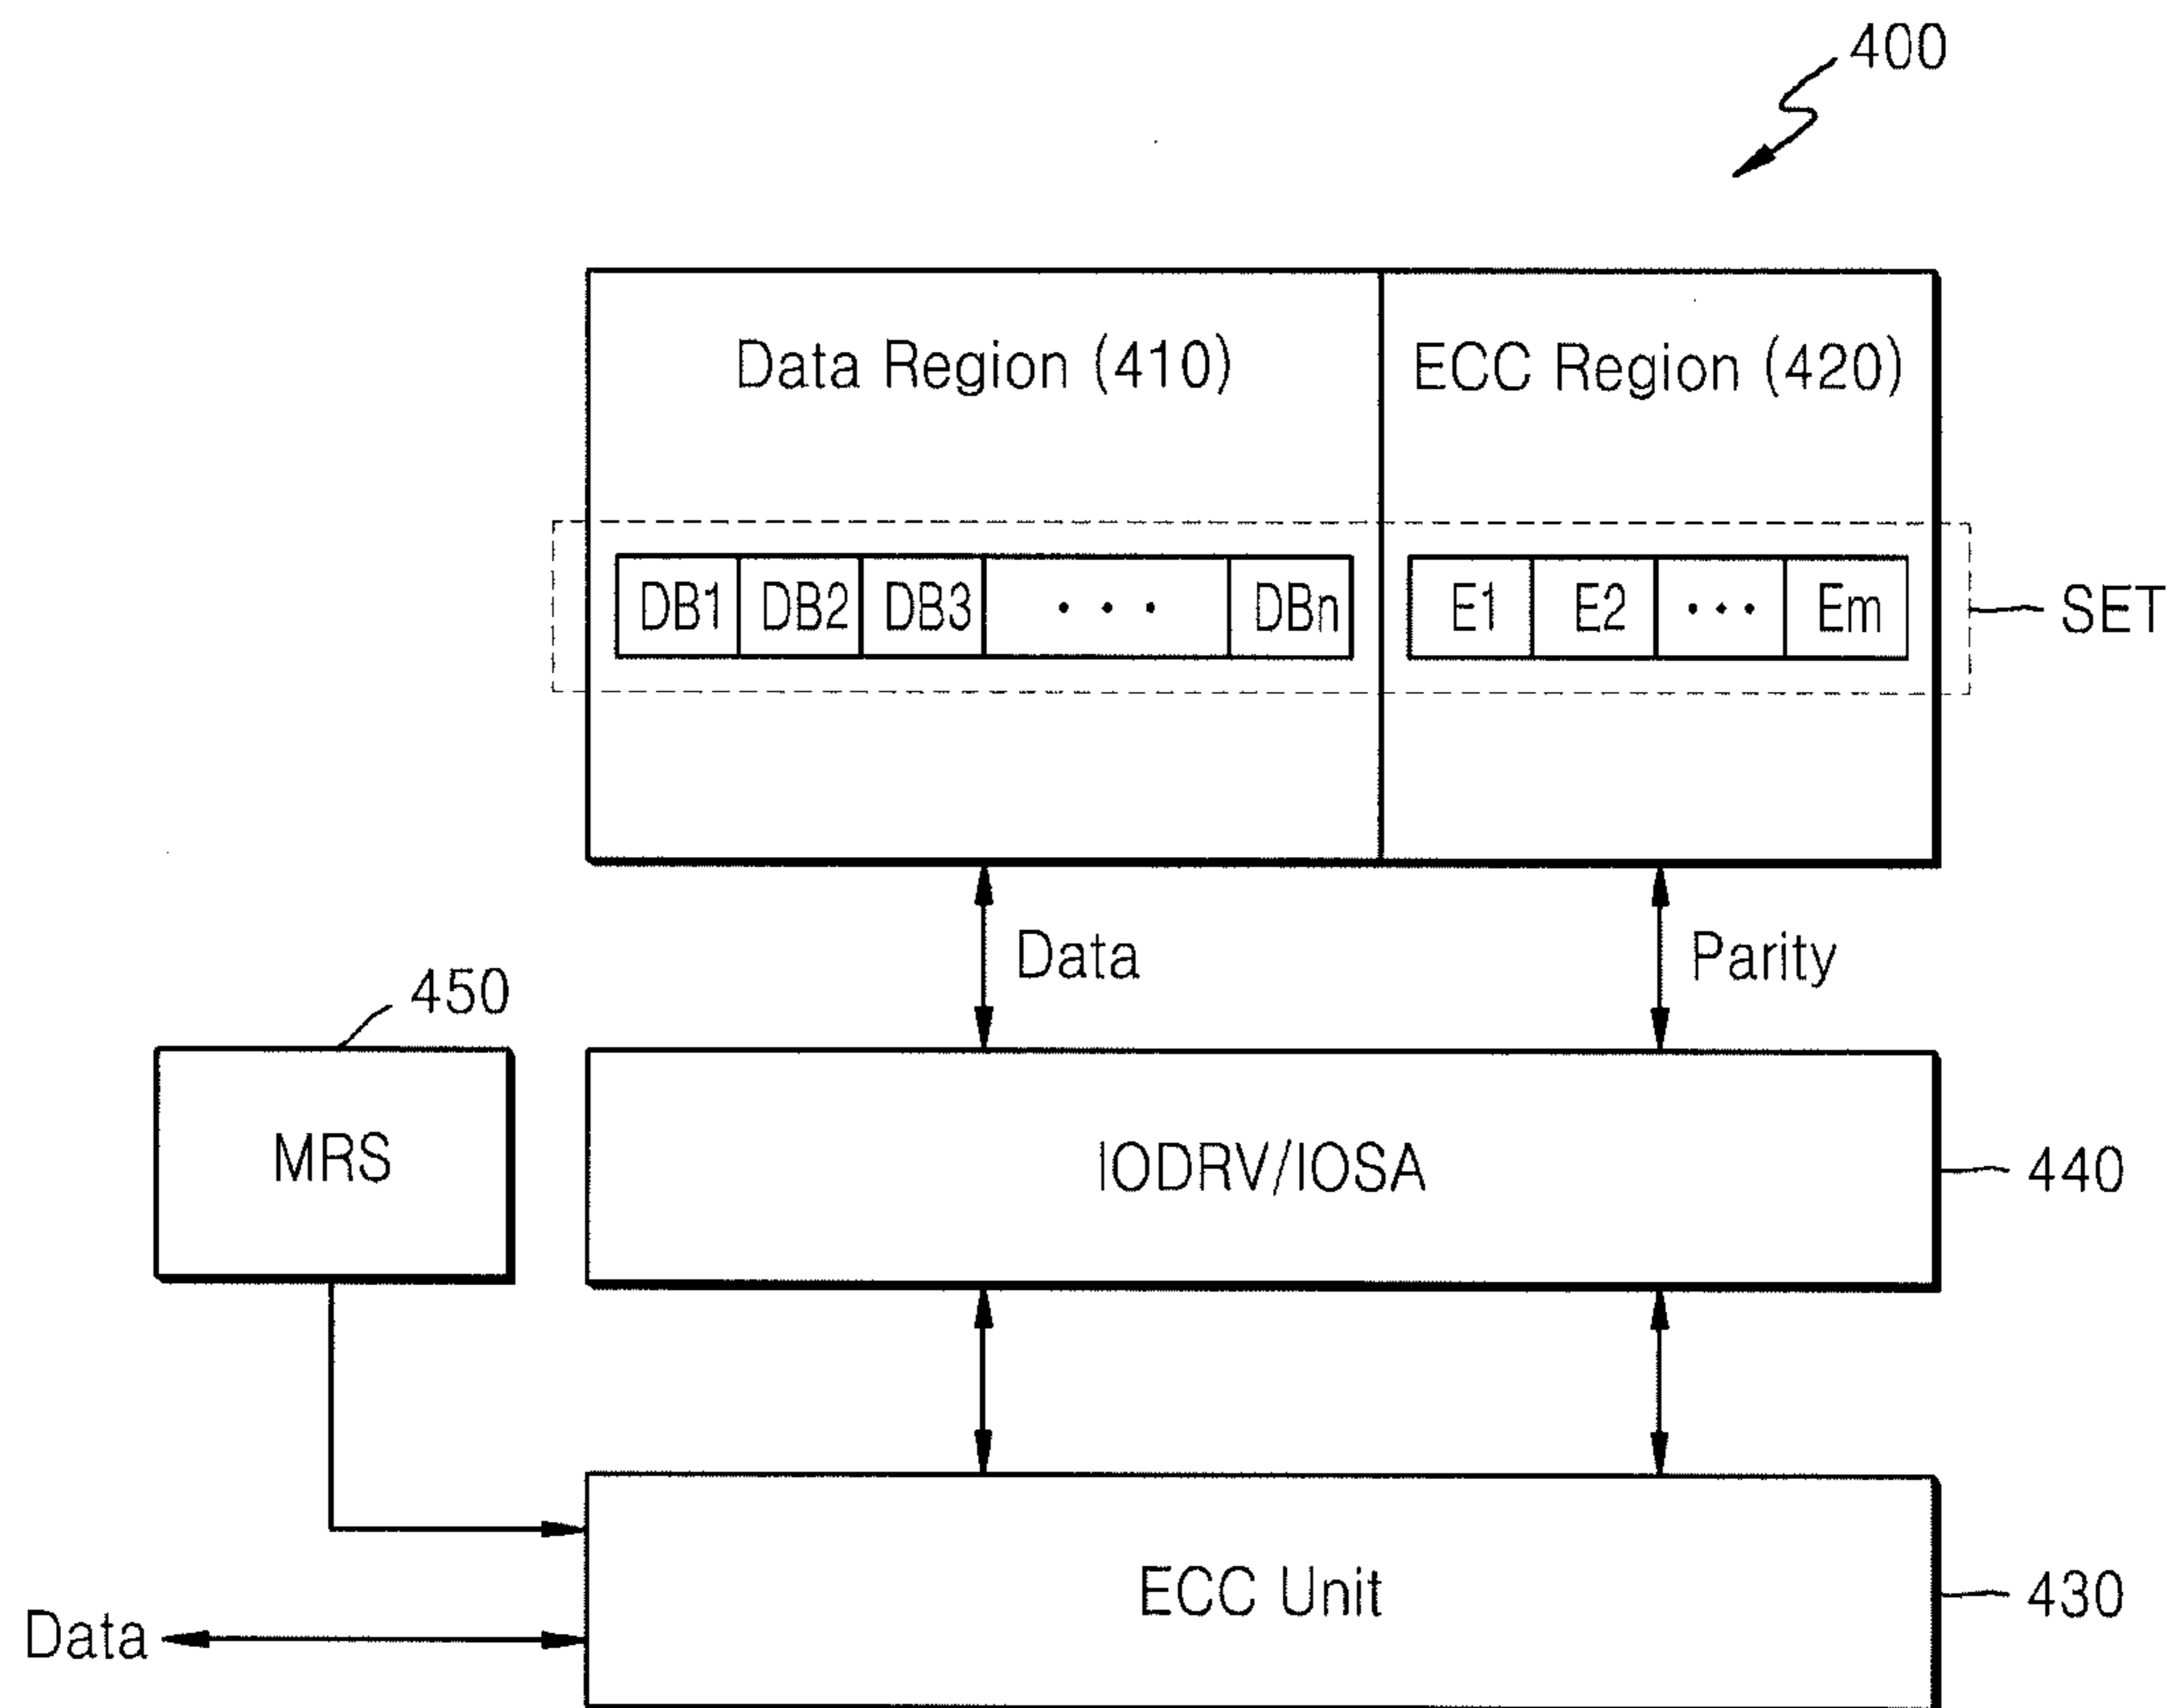 400
Data Region (410)
ECC Region (420)
DB1 DB2 DB3 • • • DBn
E1 E2 • • • Em
SET
Data
Parity
450
MRS
IODRV/IOSA
440
ECC Unit
430
Data